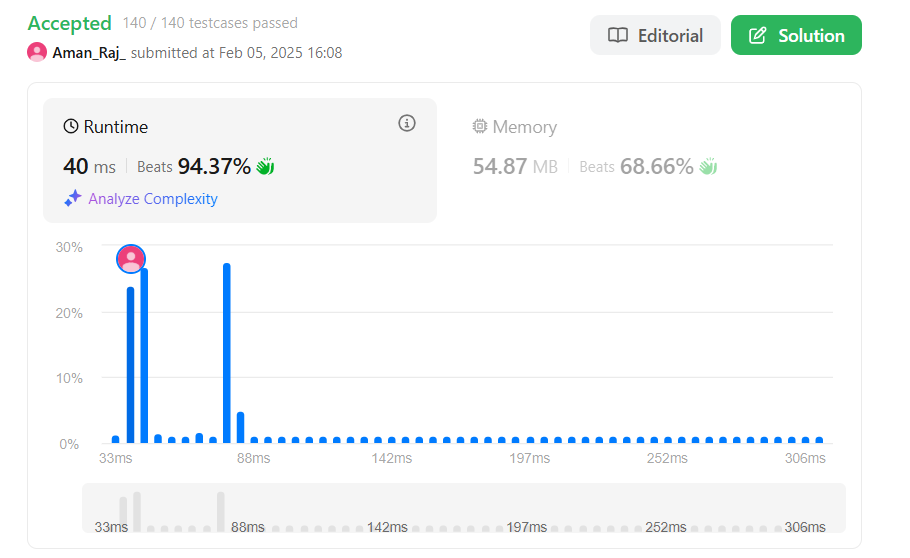 Accepted 140 / 140 testcases passed
Editorial
Solution
Aman_Raj_ submitted at Feb 05, 2025 16:08
Runtime
40 ms Beats 94.37%
Analyze Complexity
Memory
54.87 MB Beats 68.66%
30%
20%
10%
0%
33ms 88ms 142ms 197ms 252ms 306ms
33ms 88ms 142ms 197ms 252ms 306ms